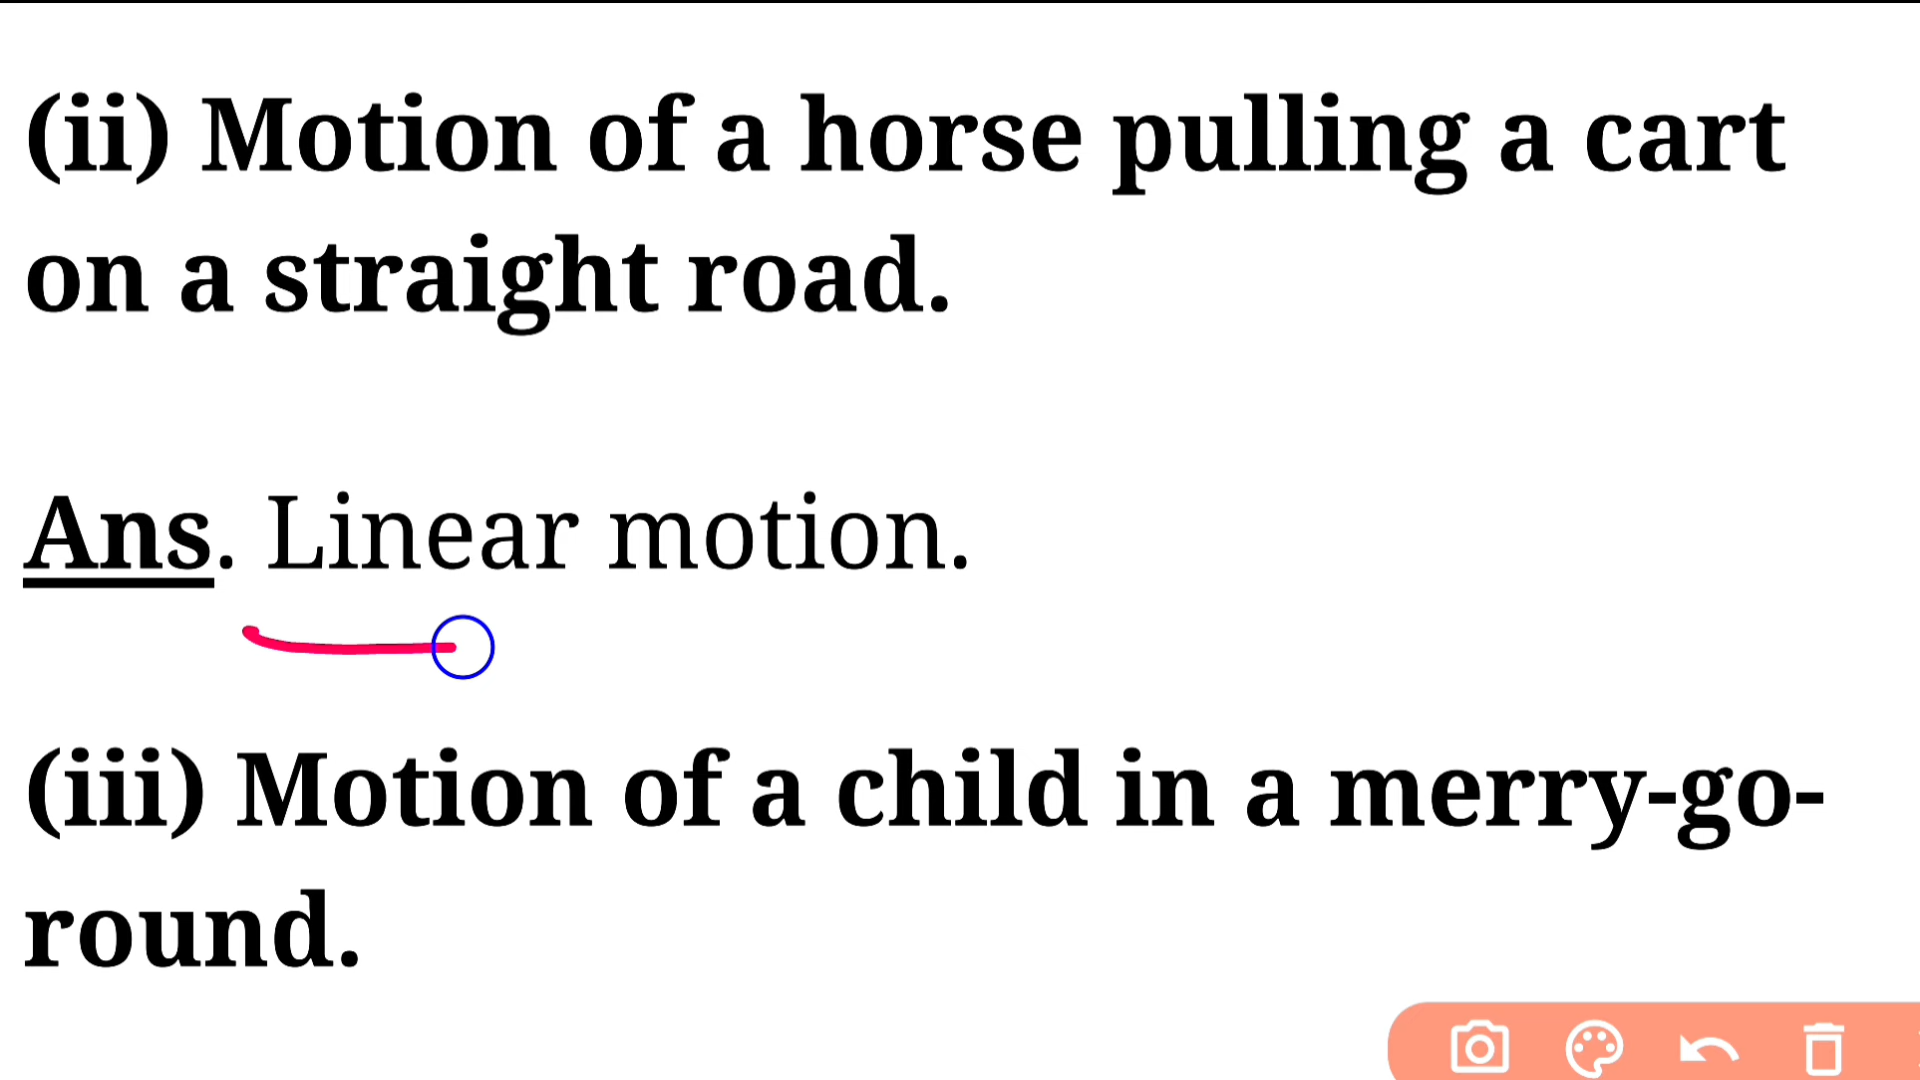 (ii) Motion of a horse pulling a cart
on a straight road.
Ans. Linear motion.
(iii) Motion of a child in a merry-go-
round.